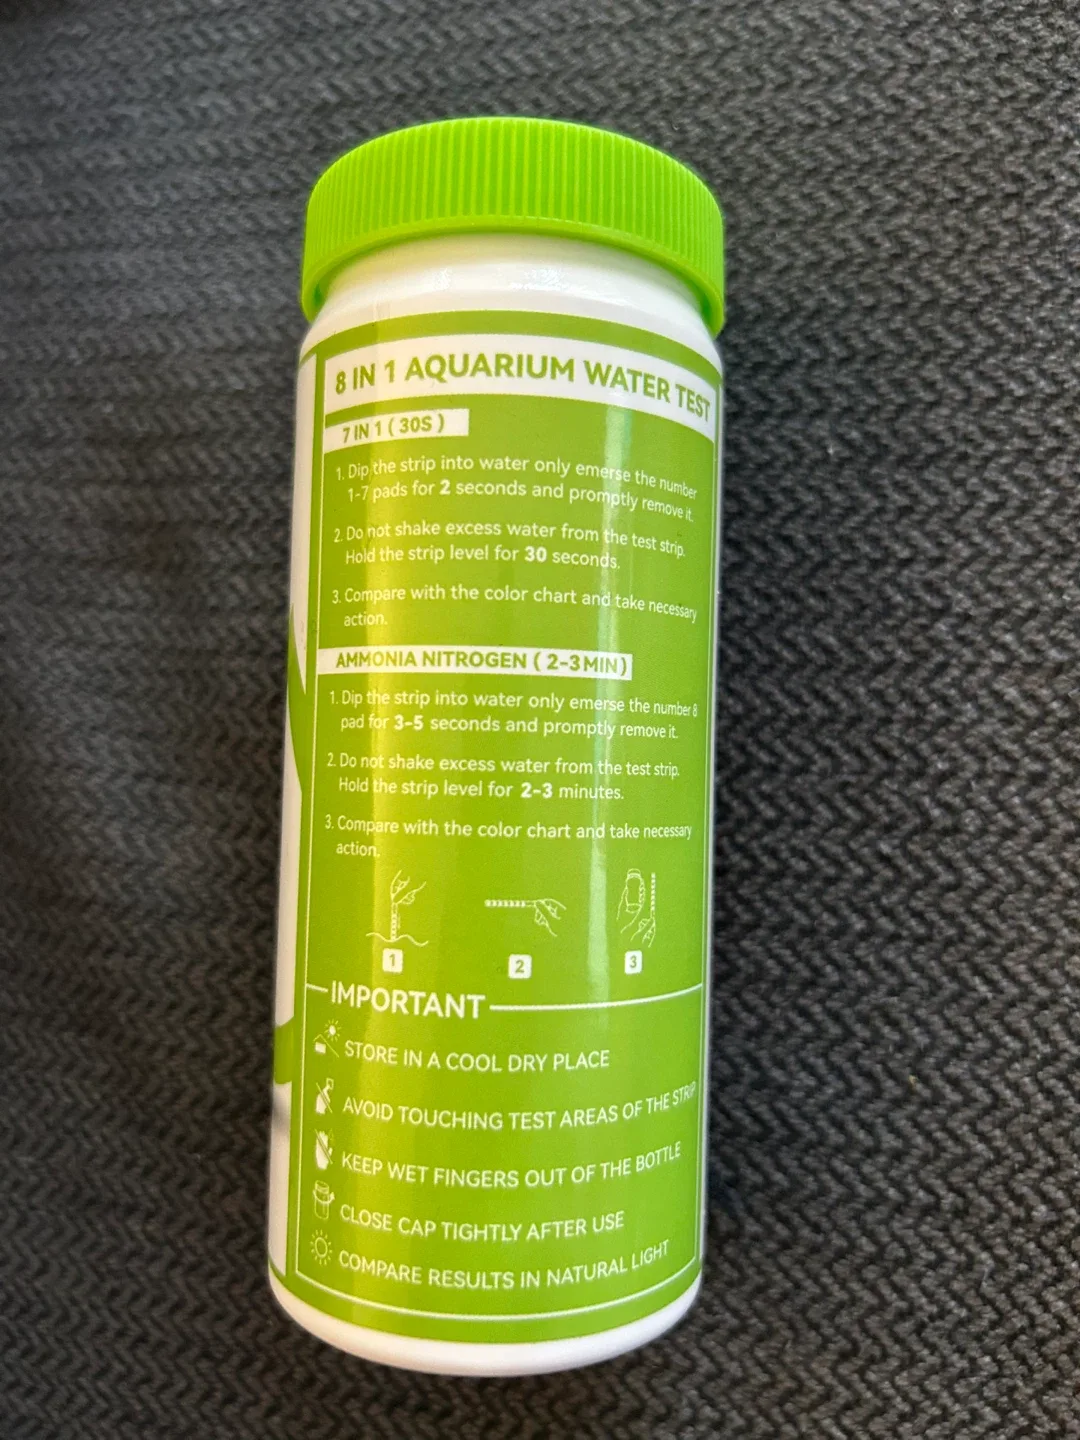 8 IN 1 AQUARIUM WATER TEST
7 IN 1 ( 30S )
1. Dip the strip into water only emerse the number
1-7 pads for 2 seconds and promptly remove it.
2. Do not shake excess water from the test strip.
Hold the strip level for 30 seconds.
3. Compare with the color chart and take necessary
action.
AMMONIA NITROGEN ( 2-3MIN)
1. Dip the strip into water only emerse the number 8
pad for 3-5 seconds and promptly remove it.
2. Do not shake excess water from the test strip.
Hold the strip level for 2-3 minutes.
3. Compare with the color chart and take necessary
action.
1 2 3
IMPORTANT
STORE IN A COOL DRY PLACE
AVOID TOUCHING TEST AREAS OF THE STRIP
KEEP WET FINGERS OUT OF THE BOTTLE
CLOSE CAP TIGHTLY AFTER USE
COMPARE RESULTS IN NATURAL LIGHT